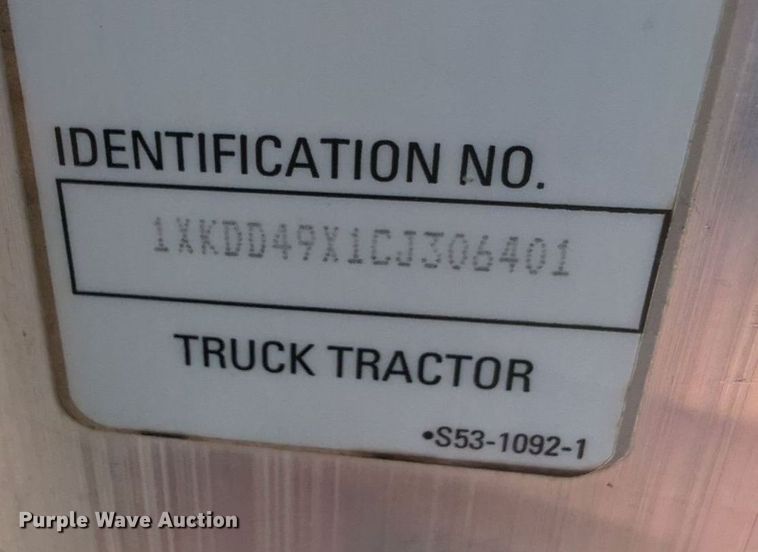 IDENTIFICATION NO.
1XKDD49X1CJ306401
TRUCK TRACTOR
•S53-1092-1
Purple Wave Auction